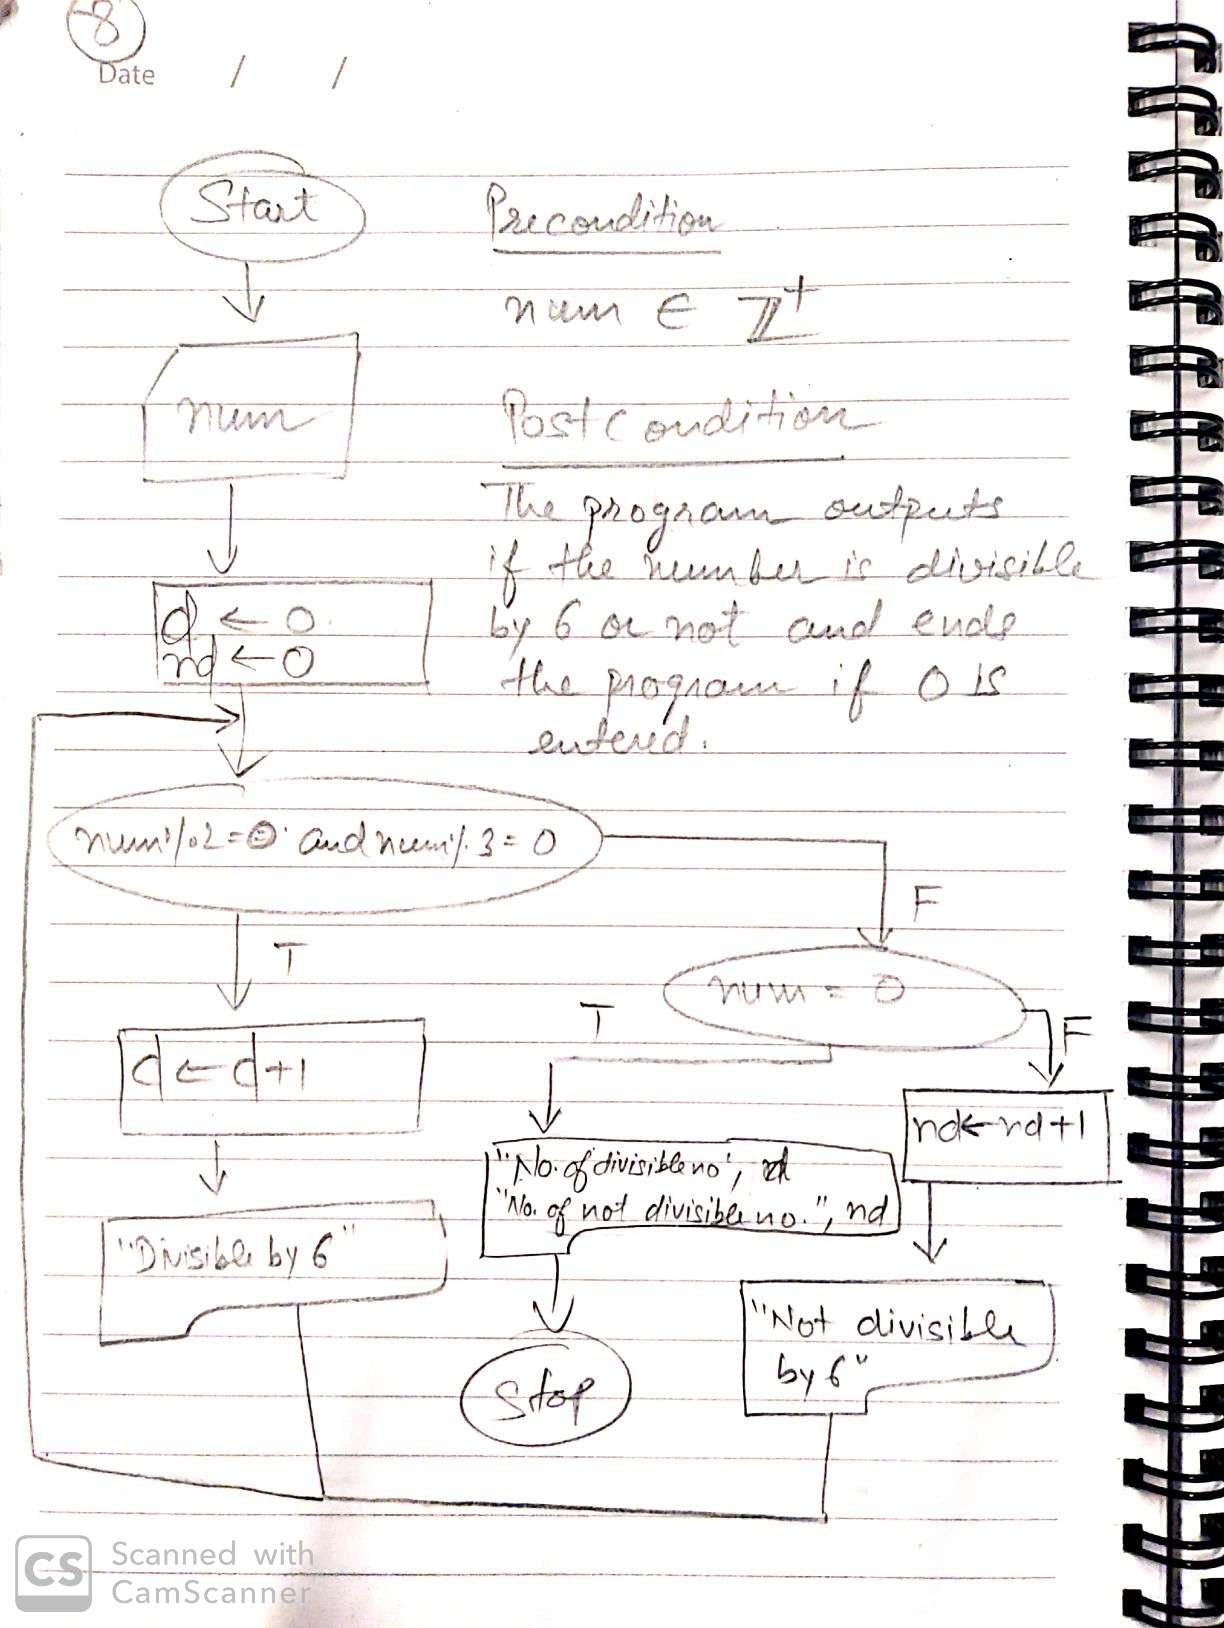 8
Date / /
Start
Precondition
num ∈ ℤ⁺
num
Postcondition
The program outputs
if the number is divisible
by 6 or not and ends
the program if 0 is
entered.
d ← 0
nd ← 0
num%2=0 and num%3=0
F
T
num = 0
T
F
d ← d+1
nd ← nd+1
"No. of divisible no", d
"No. of not divisible no.", nd
"Divisible by 6"
"Not divisible
by 6"
Stop
CS Scanned with
CamScanner